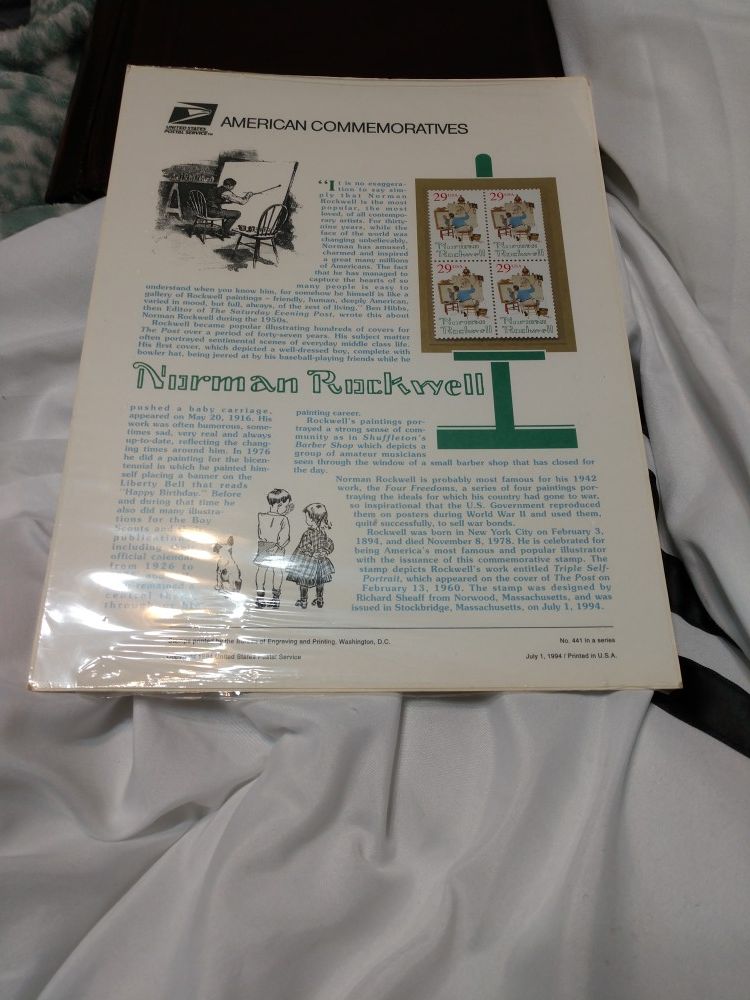 UNITED STATES
POSTAL SERVICE™
AMERICAN COMMEMORATIVES
"It is no exaggera-
tion to say sim-
ply that Norman
Rockwell is the most
popular, the most
loved, of all contempo-
rary artists. For thirty-
nine years, while the
face of the world was
changing unbelievably,
Norman has amused,
charmed and inspired
a great many millions
of Americans. The fact
that he has managed to
capture the hearts of so
many people is easy to
understand when you know him, for somehow he himself is like a
gallery of Rockwell paintings – friendly, human, deeply American,
varied in mood, but full, always, of the zest of living," Ben Hibbs,
then Editor of The Saturday Evening Post, wrote this about
Norman Rockwell during the 1950s.
Rockwell became popular illustrating hundreds of covers for
The Post over a period of forty-seven years. His subject matter
often portrayed sentimental scenes of everyday middle class life.
His first cover, which depicted a well-dressed boy, complete with
bowler hat, being jeered at by his baseball-playing friends while he
29 USA 29 USA
Norman Rockwell Norman Rockwell
29 USA 29 USA
Norman Rockwell Norman Rockwell
Norman Rockwell
pushed a baby carriage,
appeared on May 20, 1916. His
work was often humorous, some-
times sad, very real and always
up-to-date, reflecting the chang-
ing times around him. In 1976
he did a painting for the bicen-
tennial in which he painted him-
self placing a banner on the
Liberty Bell that reads
"Happy Birthday." Before
and during that time he
also did many illustra-
tions for the Boy
Scouts and
publication
including their
official calendar
from 1926 to
remained a
central
throughout his
painting career.
Rockwell's paintings por-
trayed a strong sense of com-
munity as in Shuffleton's
Barber Shop which depicts a
group of amateur musicians
seen through the window of a small barber shop that has closed for
the day.
Norman Rockwell is probably most famous for his 1942
work, the Four Freedoms, a series of four paintings por-
traying the ideals for which his country had gone to war,
so inspirational that the U.S. Government reproduced
them on posters during World War II and used them,
quite successfully, to sell war bonds.
Rockwell was born in New York City on February 3,
1894, and died November 8, 1978. He is celebrated for
being America's most famous and popular illustrator
with the issuance of this commemorative stamp. The
stamp depicts Rockwell's work entitled Triple Self-
Portrait, which appeared on the cover of The Post on
February 13, 1960. The stamp was designed by
Richard Sheaff from Norwood, Massachusetts, and was
issued in Stockbridge, Massachusetts, on July 1, 1994.
Stamps printed by the Bureau of Engraving and Printing, Washington, D.C.
No. 441 in a series
1994 United States Postal Service
July 1, 1994 / Printed in U.S.A.